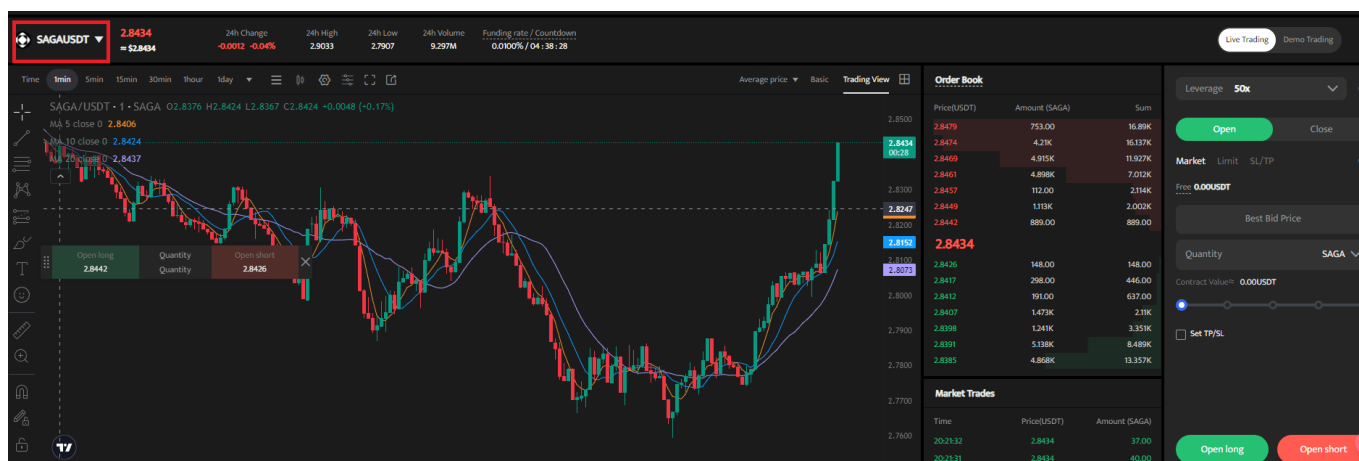 SAGAUSDT
2.8434
≈ $2.8434
24h Change
-0.0012 -0.04%
24h High
2.9033
24h Low
2.7907
24h Volume
9.297M
Funding rate / Countdown
0.0100% / 04 : 38 : 28
Live Trading Demo Trading
Time 1min 5min 15min 30min 1hour 1day
Average price Basic Trading View
SAGA/USDT • 1 • SAGA O2.8376 H2.8424 L2.8367 C2.8424 +0.0048 (+0.17%)
MA 5 close 0 2.8406
MA 10 close 0 2.8424
MA 20 close 0 2.8437
Open long
2.8442
Quantity
Quantity
Open short
2.8426
2.8500
2.8434
00:28
2.8300
2.8247
2.8200
2.8152
2.8100
2.8073
2.8000
2.7900
2.7800
2.7700
2.7600
Order Book
Price(USDT) Amount (SAGA) Sum
2.8479 753.00 16.89K
2.8474 4.21K 16.137K
2.8469 4.915K 11.927K
2.8461 4.898K 7.012K
2.8457 112.00 2.114K
2.8449 1.113K 2.002K
2.8442 889.00 889.00
2.8434
2.8426 148.00 148.00
2.8417 298.00 446.00
2.8412 191.00 637.00
2.8407 1.473K 2.11K
2.8398 1.241K 3.351K
2.8391 5.138K 8.489K
2.8385 4.868K 13.357K
Market Trades
Time Price(USDT) Amount (SAGA)
20:21:32 2.8434 37.00
20:21:31 2.8434 40.00
Leverage 50x
Open Close
Market Limit SL/TP
Free 0.00USDT
Best Bid Price
Quantity SAGA
Contract Value≈ 0.00USDT
Set TP/SL
Open long Open short